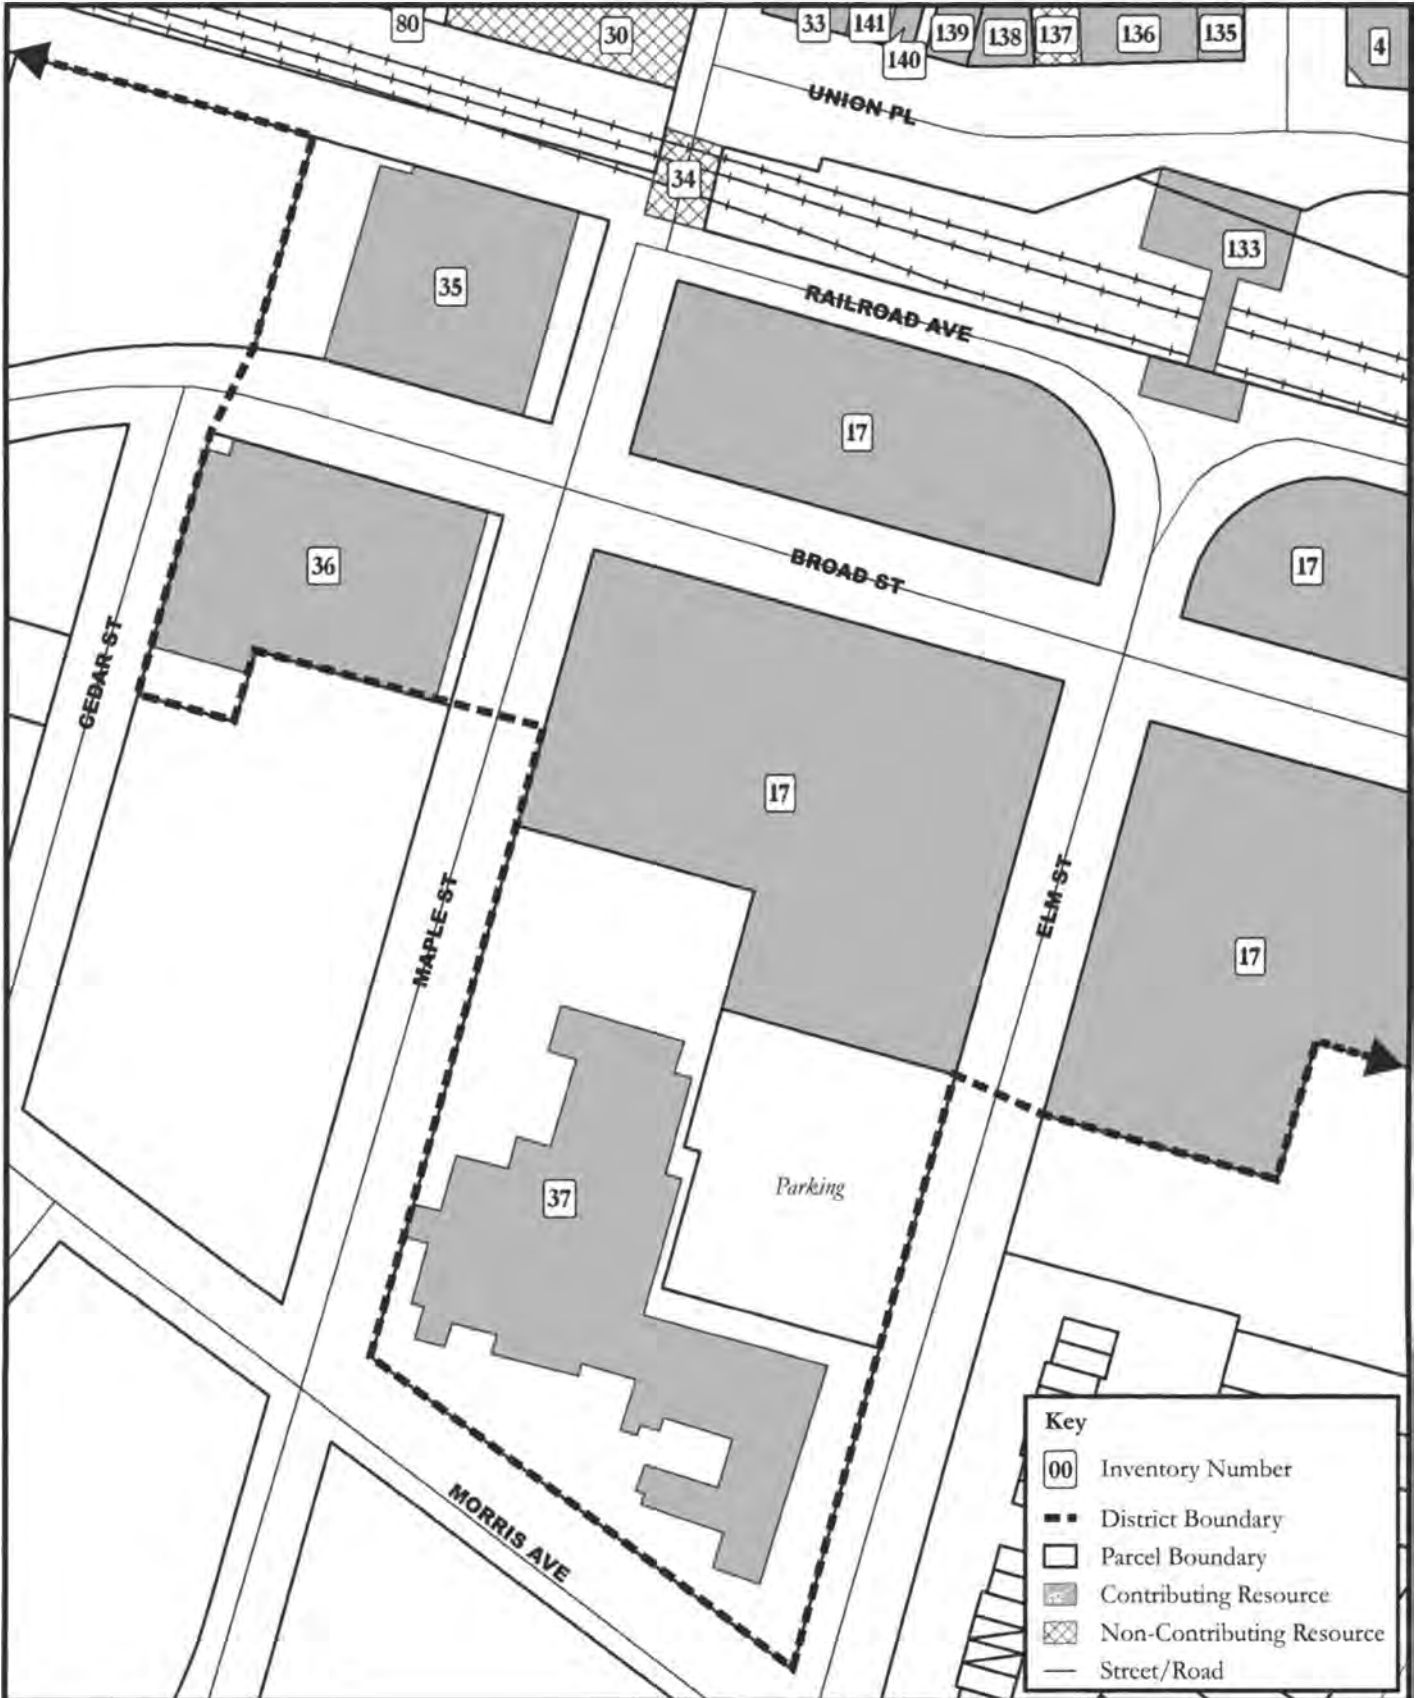 80
30
33
141
140
139
138
137
136
135
4
UNION PL
34
133
35
RAILROAD AVE
17
36
BROAD ST
17
CEDAR ST
17
MAPLE ST
ELM ST
17
37
Parking
MORRIS AVE
Key
00 Inventory Number
District Boundary
Parcel Boundary
Contributing Resource
Non-Contributing Resource
Street/Road